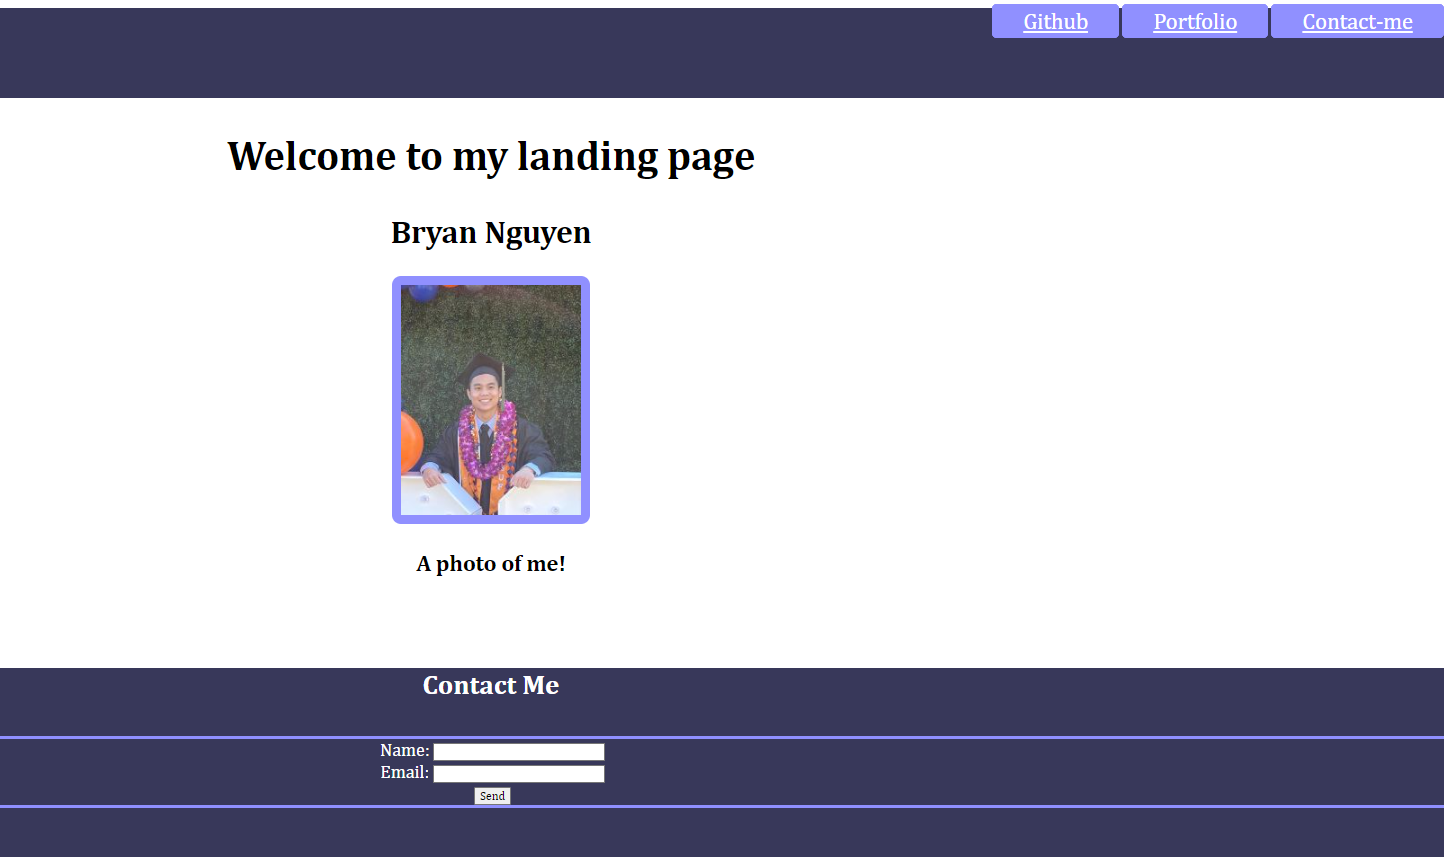 Github Portfolio Contact-me
Welcome to my landing page
Bryan Nguyen
A photo of me!
Contact Me
Name:
Email:
Send